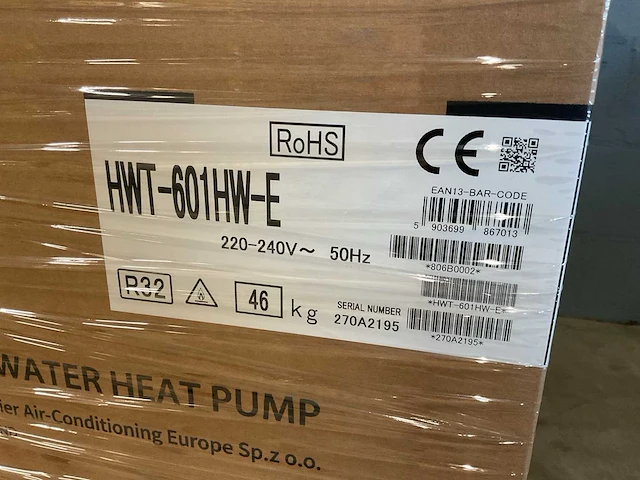 RoHS
CE
HWT-601HW-E
EAN13-BAR-CODE
5 903699 867013
220-240V~ 50Hz
*806B0002*
R32
46 kg
*HWT-601HW-E*
SERIAL NUMBER
270A2195
*270A2195*
WATER HEAT PUMP
Air-Conditioning Europe Sp.z o.o.